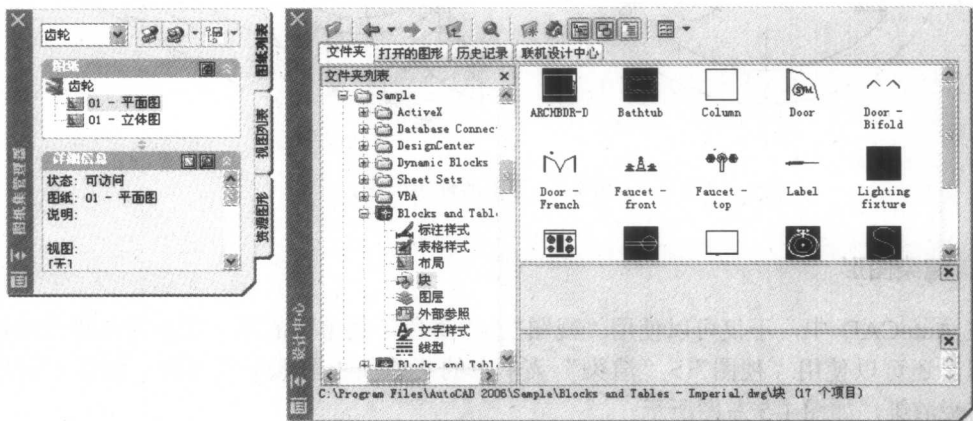 齿轮
图纸
齿轮
01 - 平面图
01 - 立体图
详细信息
状态: 可访问
图纸: 01 - 平面图
说明:
视图:
[无]
图纸列表
视图列表
资源图形
图纸集管理器
文件夹
打开的图形
历史记录
联机设计中心
文件夹列表
Sample
ActiveX
Database Connec
DesignCenter
Dynamic Blocks
Sheet Sets
VBA
Blocks and Tabl
标注样式
表格样式
布局
块
图层
外部参照
文字样式
线型
Blocks and Tabl
ARCHBDR-D
Bathtub
Column
Door
Door -
Bifold
Door -
French
Faucet -
front
Faucet -
top
Label
Lighting
fixture
设计中心
C:\Program Files\AutoCAD 2006\Sample\Blocks and Tables - Imperial.dwg\块 (17 个项目)